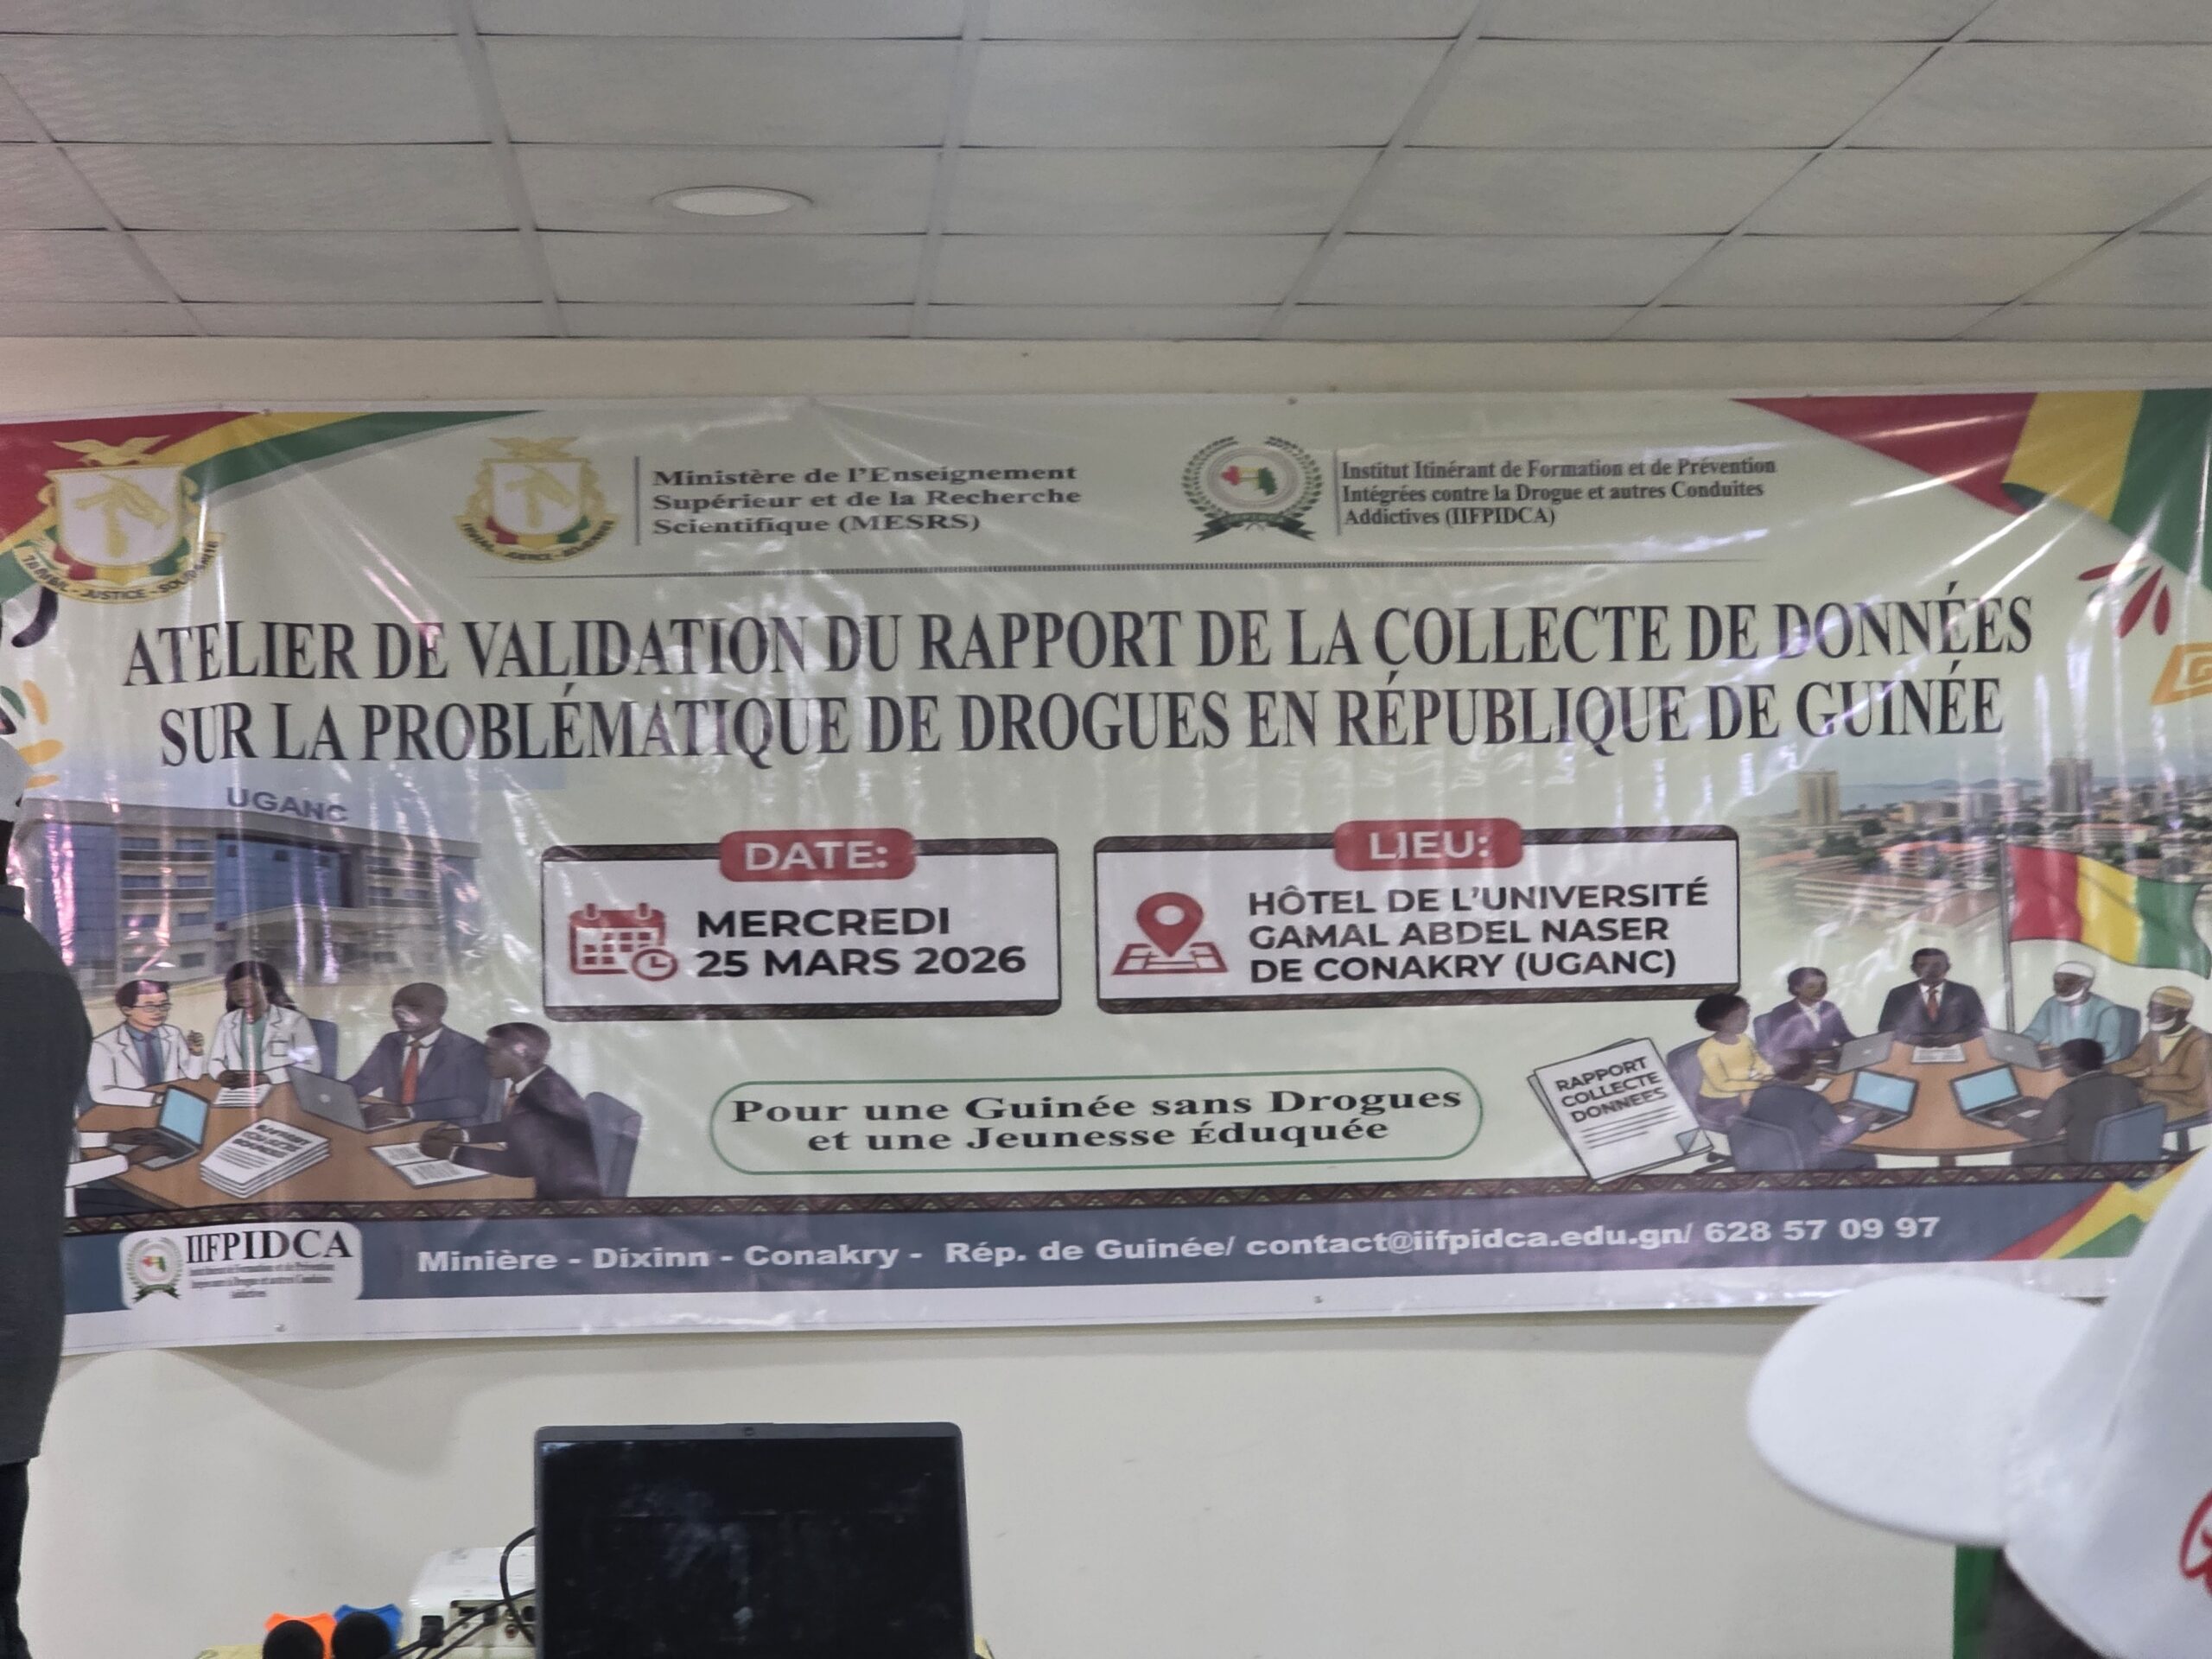 Ministère de l'Enseignement
Supérieur et de la Recherche
Scientifique (MESRS)
Institut Itinérant de Formation et de Prévention
Intégrées contre la Drogue et autres Conduites
Addictives (IIFPIDCA)
TRAVAIL - JUSTICE - SOLIDARITÉ
ATELIER DE VALIDATION DU RAPPORT DE LA COLLECTE DE DONNÉES
SUR LA PROBLÉMATIQUE DE DROGUES EN RÉPUBLIQUE DE GUINÉE
UGANC
DATE:
MERCREDI
25 MARS 2026
LIEU:
HÔTEL DE L'UNIVERSITÉ
GAMAL ABDEL NASER
DE CONAKRY (UGANC)
Pour une Guinée sans Drogues
et une Jeunesse Éduquée
RAPPORT
COLLECTE
DONNEES
IIFPIDCA
Minière - Dixinn - Conakry - Rép. de Guinée/ contact@iifpidca.edu.gn/ 628 57 09 97